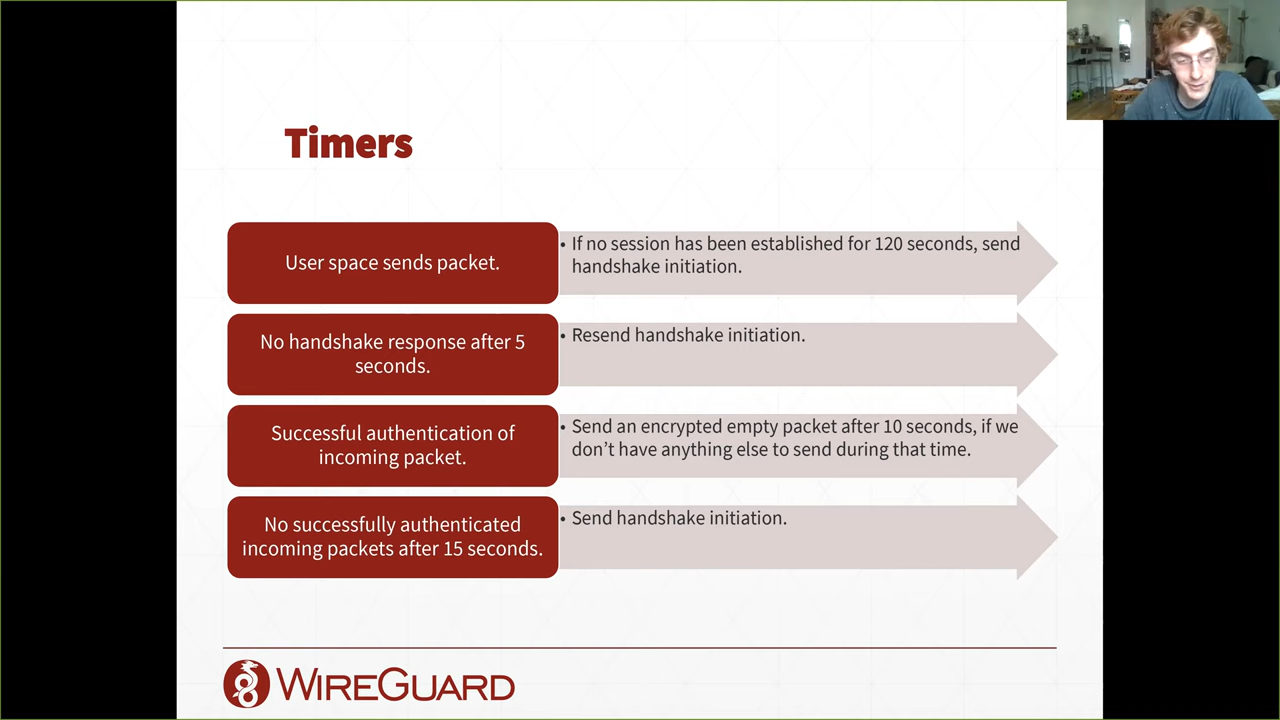 Timers
User space sends packet.
• If no session has been established for 120 seconds, send
handshake initiation.
No handshake response after 5
seconds.
• Resend handshake initiation.
Successful authentication of
incoming packet.
• Send an encrypted empty packet after 10 seconds, if we
don’t have anything else to send during that time.
No successfully authenticated
incoming packets after 15 seconds.
• Send handshake initiation.
WIREGUARD